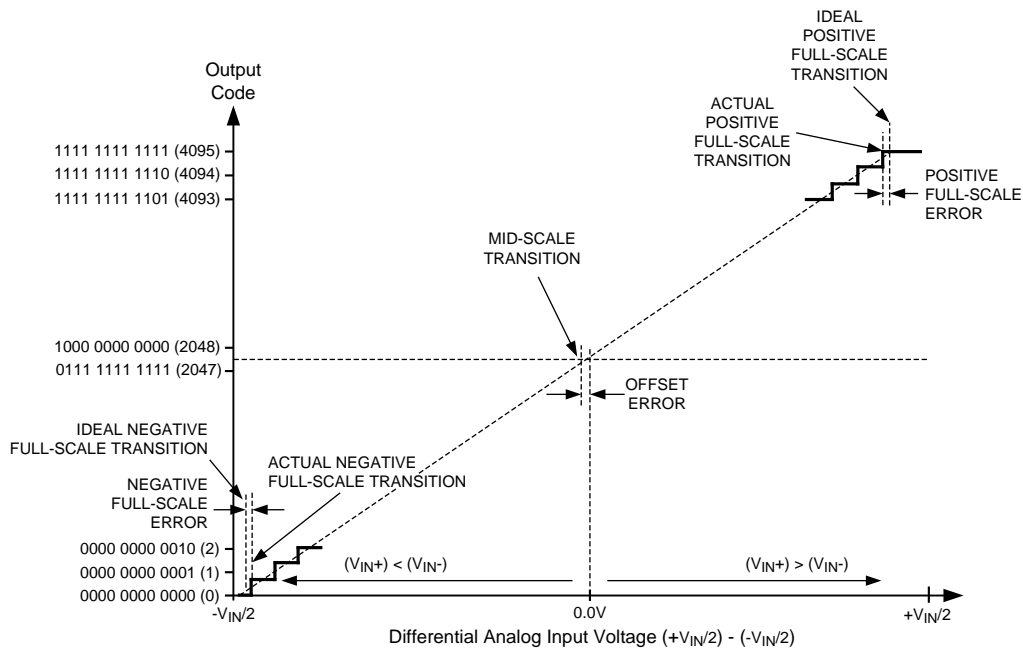 IDEAL
POSITIVE
FULL-SCALE
TRANSITION
Output
Code
ACTUAL
POSITIVE
FULL-SCALE
TRANSITION
1111 1111 1111 (4095)
1111 1111 1110 (4094)
1111 1111 1101 (4093)
POSITIVE
FULL-SCALE
ERROR
MID-SCALE
TRANSITION
1000 0000 0000 (2048)
0111 1111 1111 (2047)
OFFSET
ERROR
IDEAL NEGATIVE
FULL-SCALE TRANSITION
ACTUAL NEGATIVE
FULL-SCALE TRANSITION
NEGATIVE
FULL-SCALE
ERROR
0000 0000 0010 (2)
0000 0000 0001 (1)
0000 0000 0000 (0)
(VIN+) < (VIN-)
(VIN+) > (VIN-)
-VIN/2
0.0V
+VIN/2
Differential Analog Input Voltage (+VIN/2) - (-VIN/2)